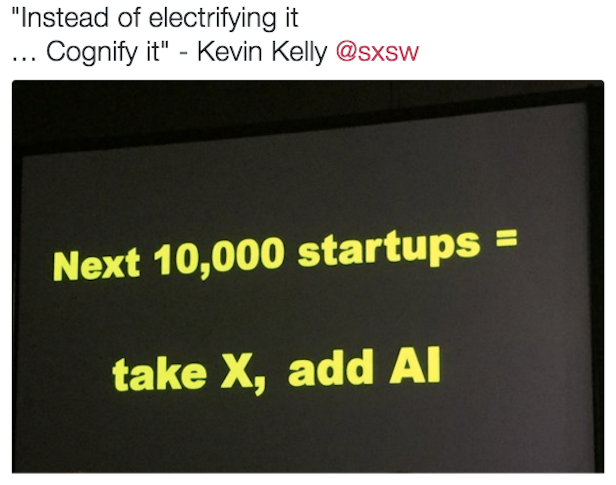 "Instead of electrifying it
... Cognify it" - Kevin Kelly @sxsw
Next 10,000 startups =
take X, add AI